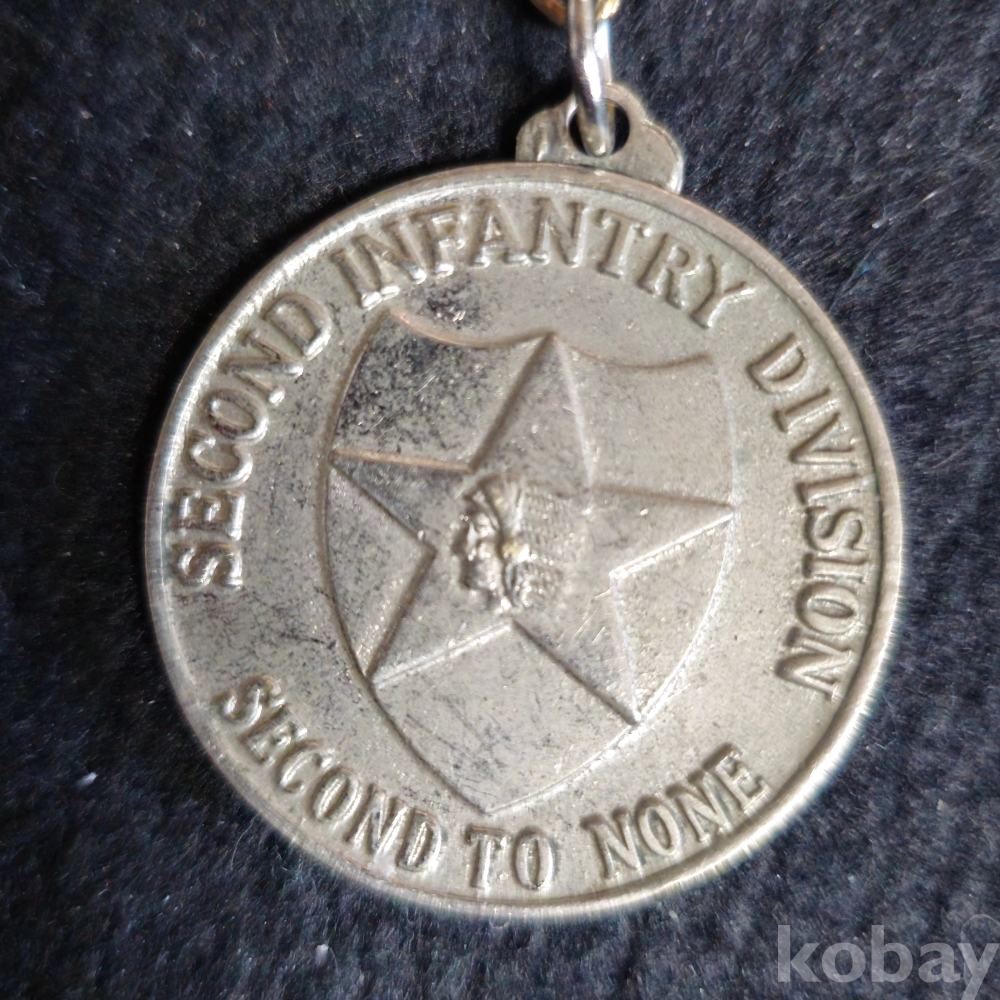 SECOND INFANTRY DIVISION
SECOND TO NONE
kobay